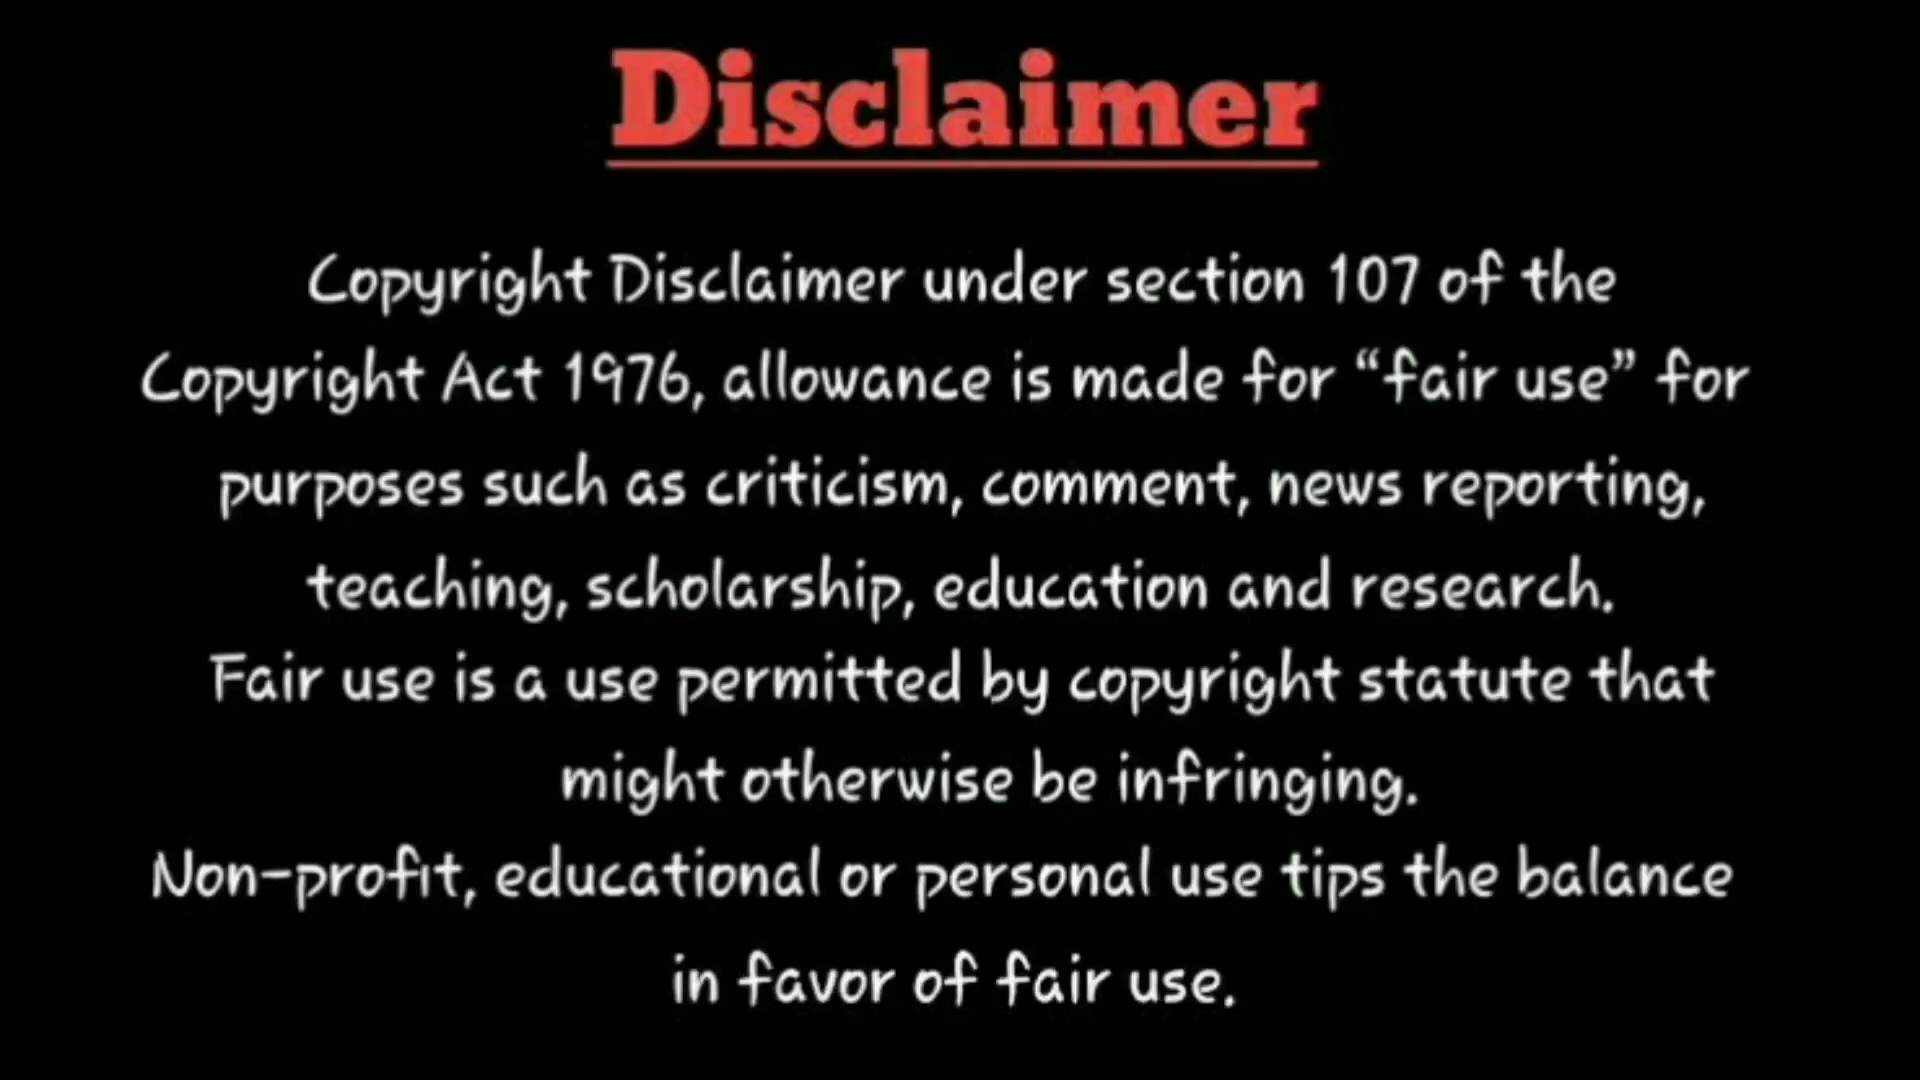 Disclaimer
Copyright Disclaimer under section 107 of the
Copyright Act 1976, allowance is made for “fair use” for
purposes such as criticism, comment, news reporting,
teaching, scholarship, education and research.
Fair use is a use permitted by copyright statute that
might otherwise be infringing.
Non-profit, educational or personal use tips the balance
in favor of fair use.